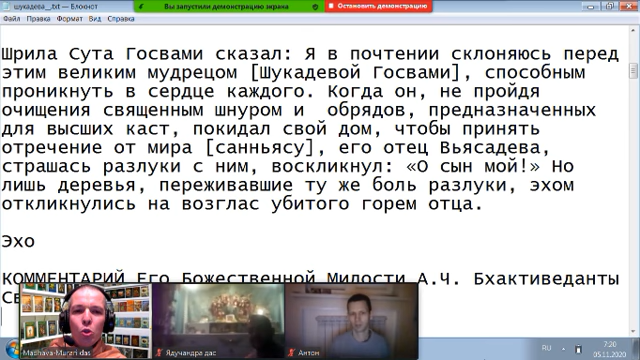 шукадева__.txt — Блокнот
Вы запустили демонстрацию экрана
Остановить демонстрацию
Файл Правка Формат Вид Справка
Шрила Сута Госвами сказал: Я в почтении склоняюсь перед
этим великим мудрецом [Шукадевой Госвами], способным
проникнуть в сердце каждого. Когда он, не пройдя
очищения священным шнуром и обрядов, предназначенных
для высших каст, покидал свой дом, чтобы принять
отречение от мира [санньясу], его отец Вьясадева,
страшась разлуки с ним, воскликнул: «О сын мой!» Но
лишь деревья, переживавшие ту же боль разлуки, эхом
откликнулись на возглас убитого горем отца.
Эхо
КОММЕНТАРИЙ Его Божественной Милости А.Ч. Бхактиведанты
Св
Madhava-Murari das
Ядучандра дас
Антон
RU
7:20
05.11.2020